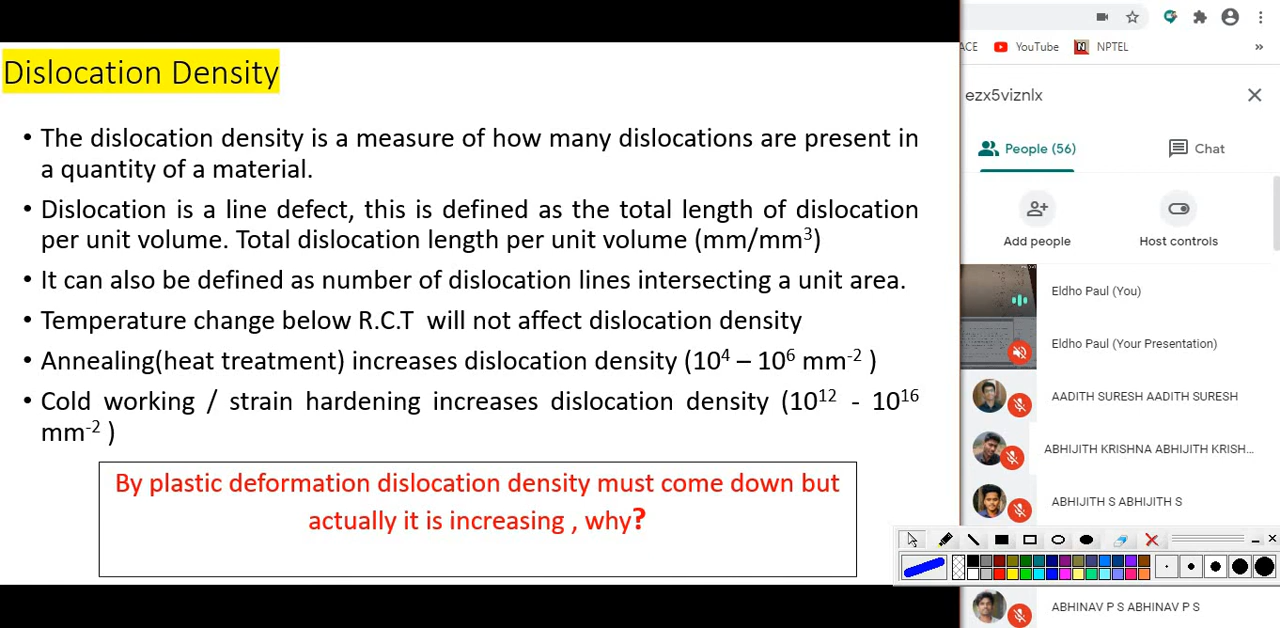 Dislocation Density
• The dislocation density is a measure of how many dislocations are present in
a quantity of a material.
• Dislocation is a line defect, this is defined as the total length of dislocation
per unit volume. Total dislocation length per unit volume (mm/mm³)
• It can also be defined as number of dislocation lines intersecting a unit area.
• Temperature change below R.C.T will not affect dislocation density
• Annealing(heat treatment) increases dislocation density (10⁴ – 10⁶ mm⁻² )
• Cold working / strain hardening increases dislocation density (10¹² - 10¹⁶
mm⁻² )
By plastic deformation dislocation density must come down but
actually it is increasing , why?
ACE YouTube NPTEL »
ezx5viznlx
People (56) Chat
Add people Host controls
Eldho Paul (You)
Eldho Paul (Your Presentation)
AADITH SURESH AADITH SURESH
ABHIJITH KRISHNA ABHIJITH KRISH...
ABHIJITH S ABHIJITH S
ABHINAV P S ABHINAV P S